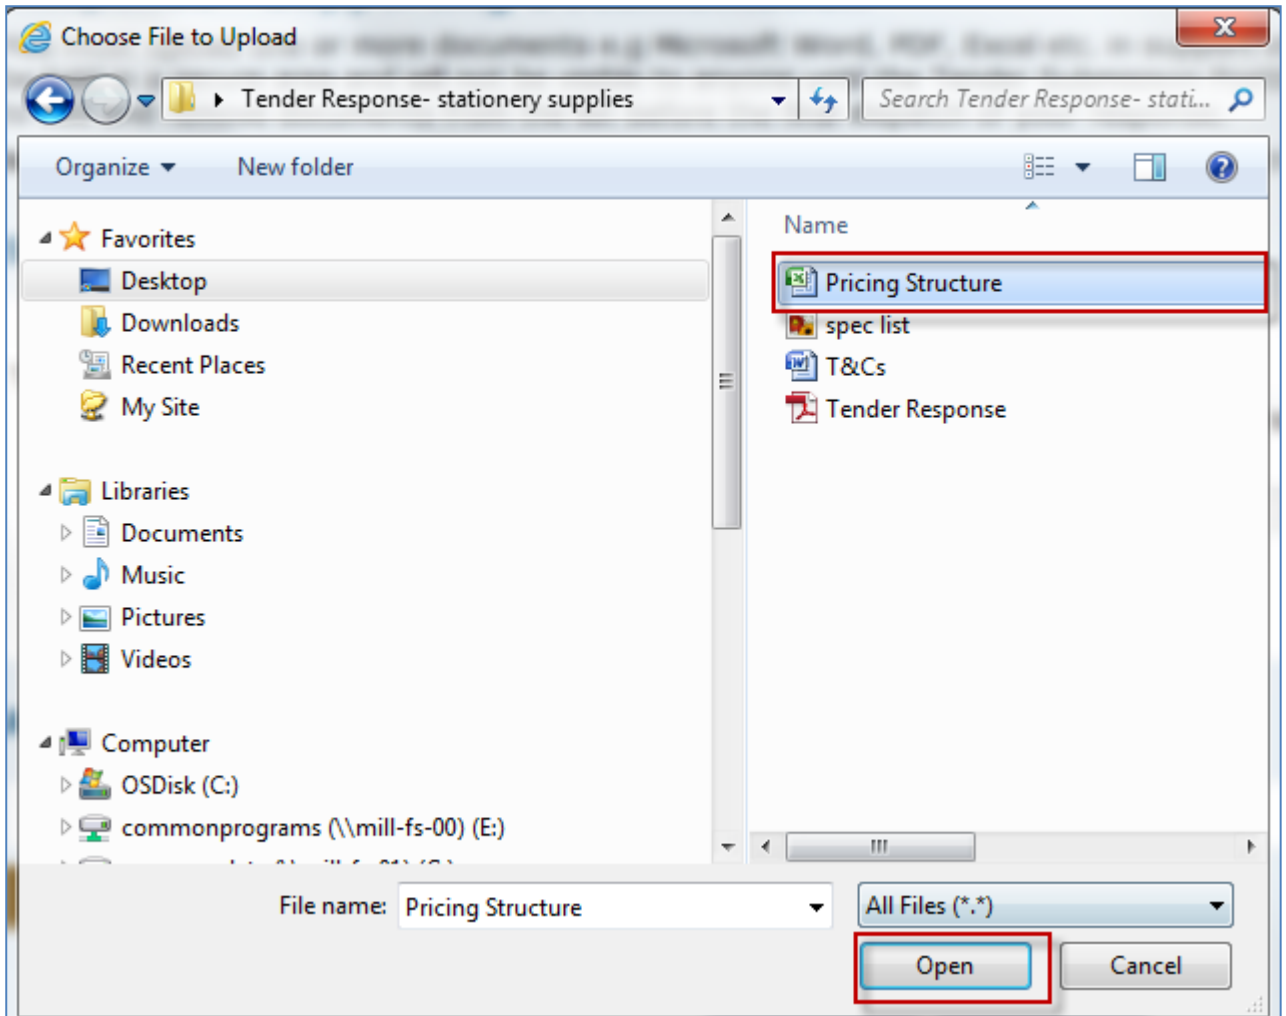 Choose File to Upload
Tender Response- stationery supplies
Search Tender Response- stati...
Organize
New folder
Name
Favorites
Desktop
Downloads
Recent Places
My Site
Libraries
Documents
Music
Pictures
Videos
Computer
OSDisk (C:)
commonprograms (\\mill-fs-00) (E:)
Pricing Structure
spec list
T&Cs
Tender Response
File name: Pricing Structure
All Files (*.*)
Open
Cancel